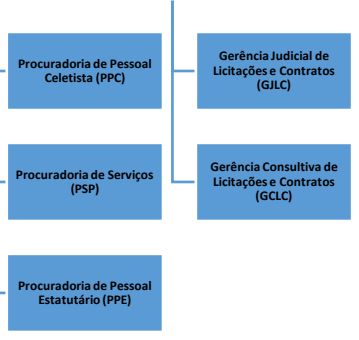 Procuradoria de Pessoal
Celetista (PPC)
Gerência Judicial de
Licitações e Contratos
(GJLC)
Procuradoria de Serviços
(PSP)
Gerência Consultiva de
Licitações e Contratos
(GCLC)
Procuradoria de Pessoal
Estatutário (PPE)